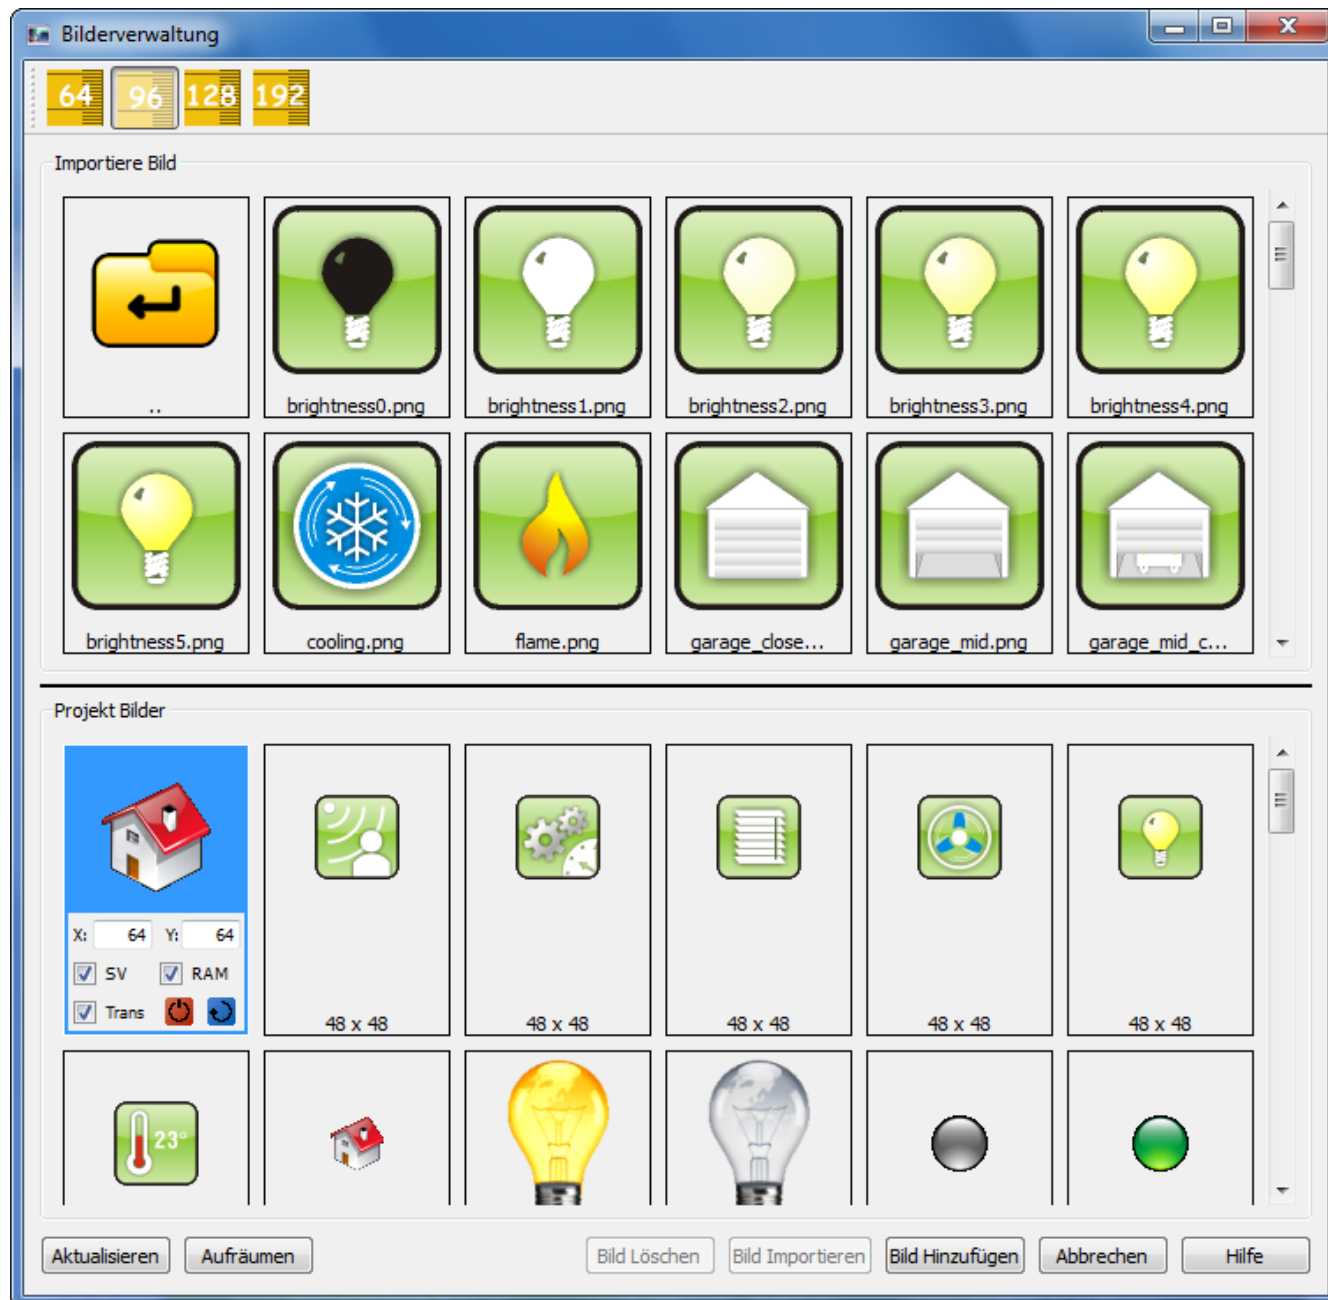 Bilderverwaltung
64 96 128 192
Importiere Bild
.. brightness0.png brightness1.png brightness2.png brightness3.png brightness4.png
brightness5.png cooling.png flame.png garage_close... garage_mid.png garage_mid_c...
Projekt Bilder
X: 64 Y: 64
SV RAM
Trans
48 x 48 48 x 48 48 x 48 48 x 48 48 x 48
23°
Aktualisieren Aufräumen Bild Löschen Bild Importieren Bild Hinzufügen Abbrechen Hilfe